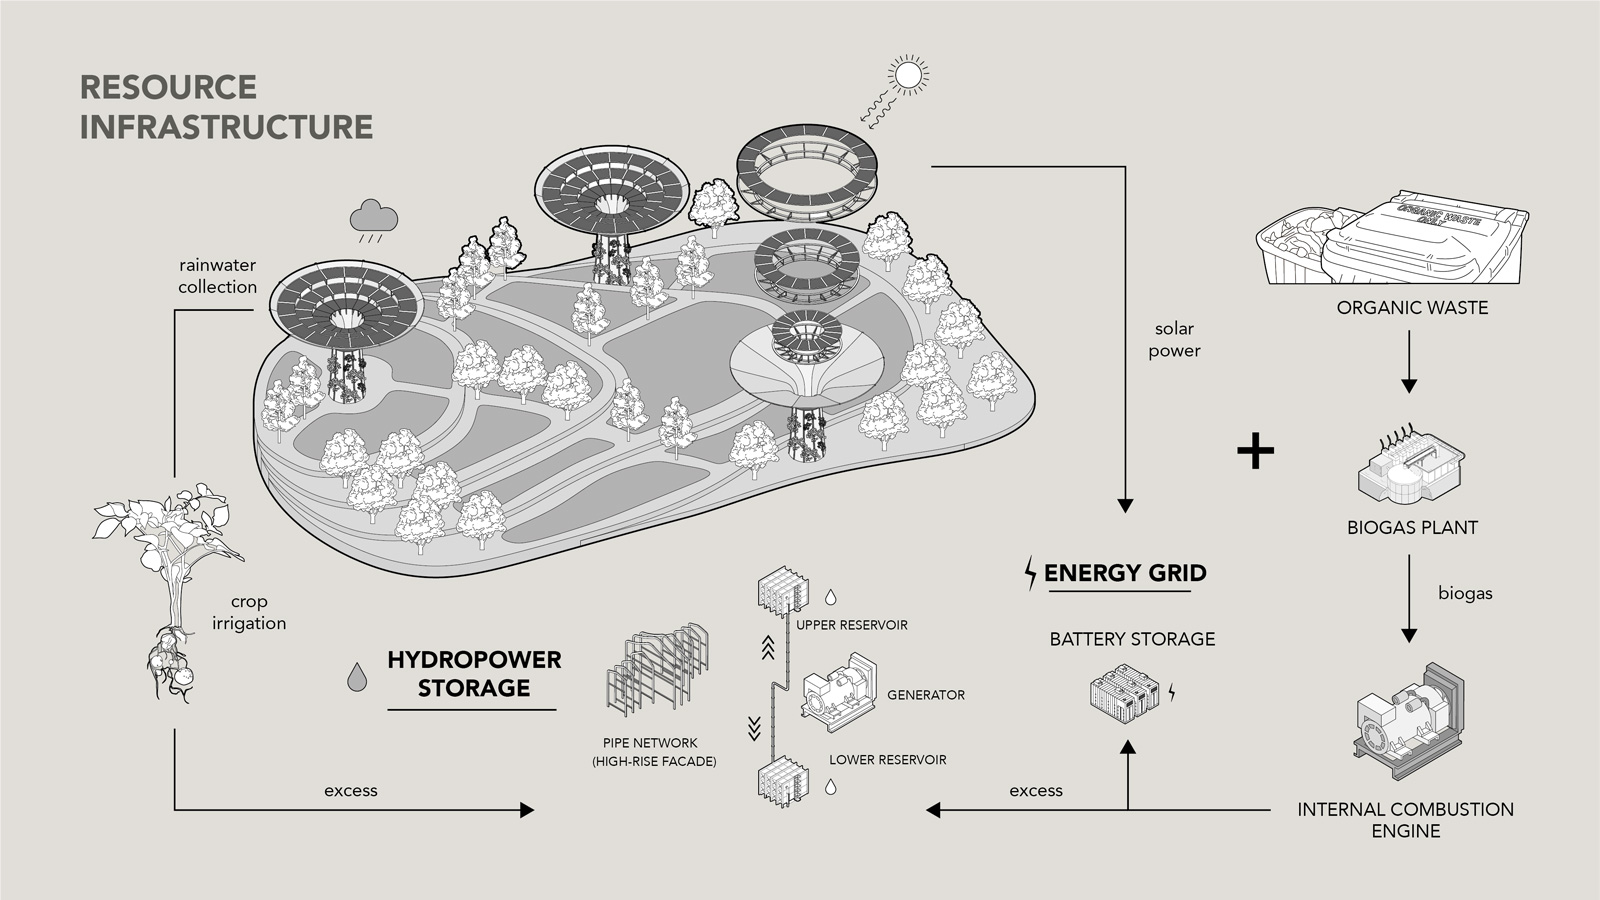 RESOURCE
INFRASTRUCTURE
rainwater
collection
solar
power
ORGANIC WASTE
ONLY
ORGANIC WASTE
BIOGAS PLANT
biogas
INTERNAL COMBUSTION
ENGINE
ENERGY GRID
BATTERY STORAGE
excess
crop
irrigation
HYDROPOWER
STORAGE
PIPE NETWORK
(HIGH-RISE FACADE)
UPPER RESERVOIR
GENERATOR
LOWER RESERVOIR
excess